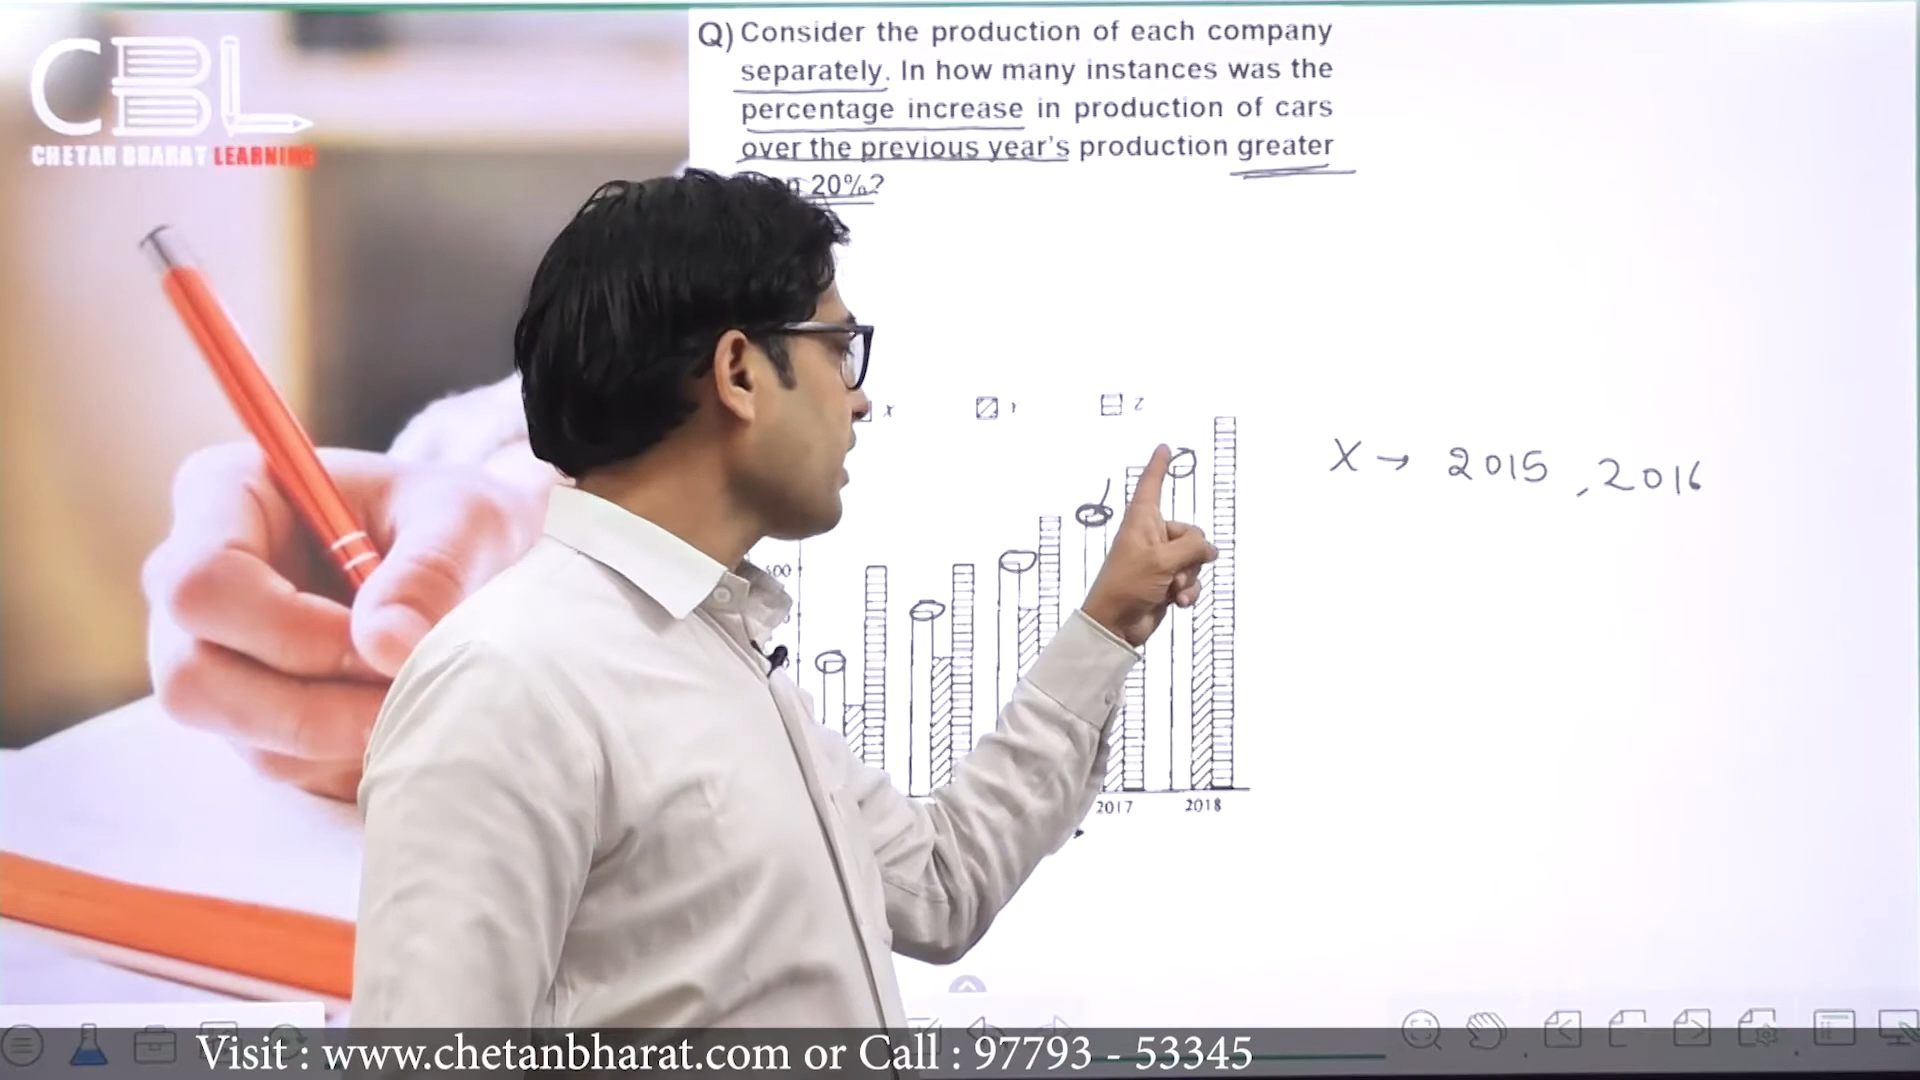 CBL
CHETAN BHARAT LEARNING
Q) Consider the production of each company
separately. In how many instances was the
percentage increase in production of cars
over the previous year's production greater
20%?
X Y Z
X → 2015 , 2016
500
2017 2018
Visit : www.chetanbharat.com or Call : 97793 - 53345